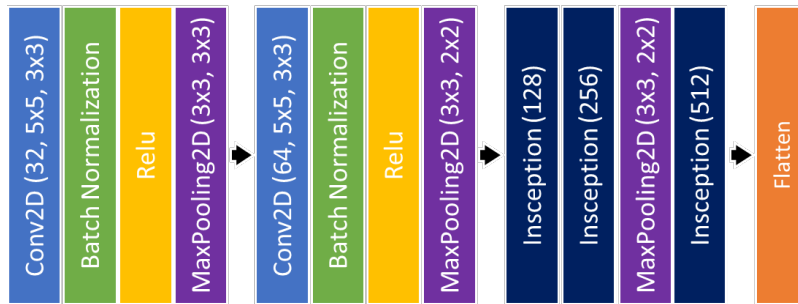 Conv2D (32, 5x5, 3x3)
Batch Normalization
Relu
MaxPooling2D (3x3, 3x3)
Conv2D (64, 5x5, 3x3)
Batch Normalization
Relu
MaxPooling2D (3x3, 2x2)
Insception (128)
Insception (256)
MaxPooling2D (3x3, 2x2)
Insception (512)
Flatten